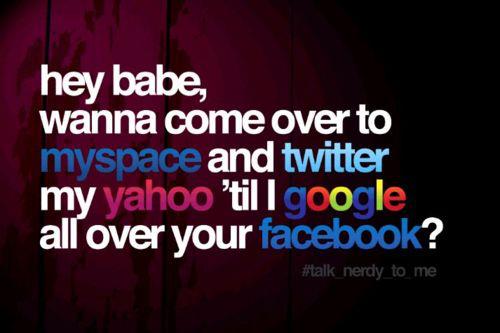 hey babe,
wanna come over to
myspace and twitter
my yahoo 'til I google
all over your facebook?
#talk_nerdy_to_me